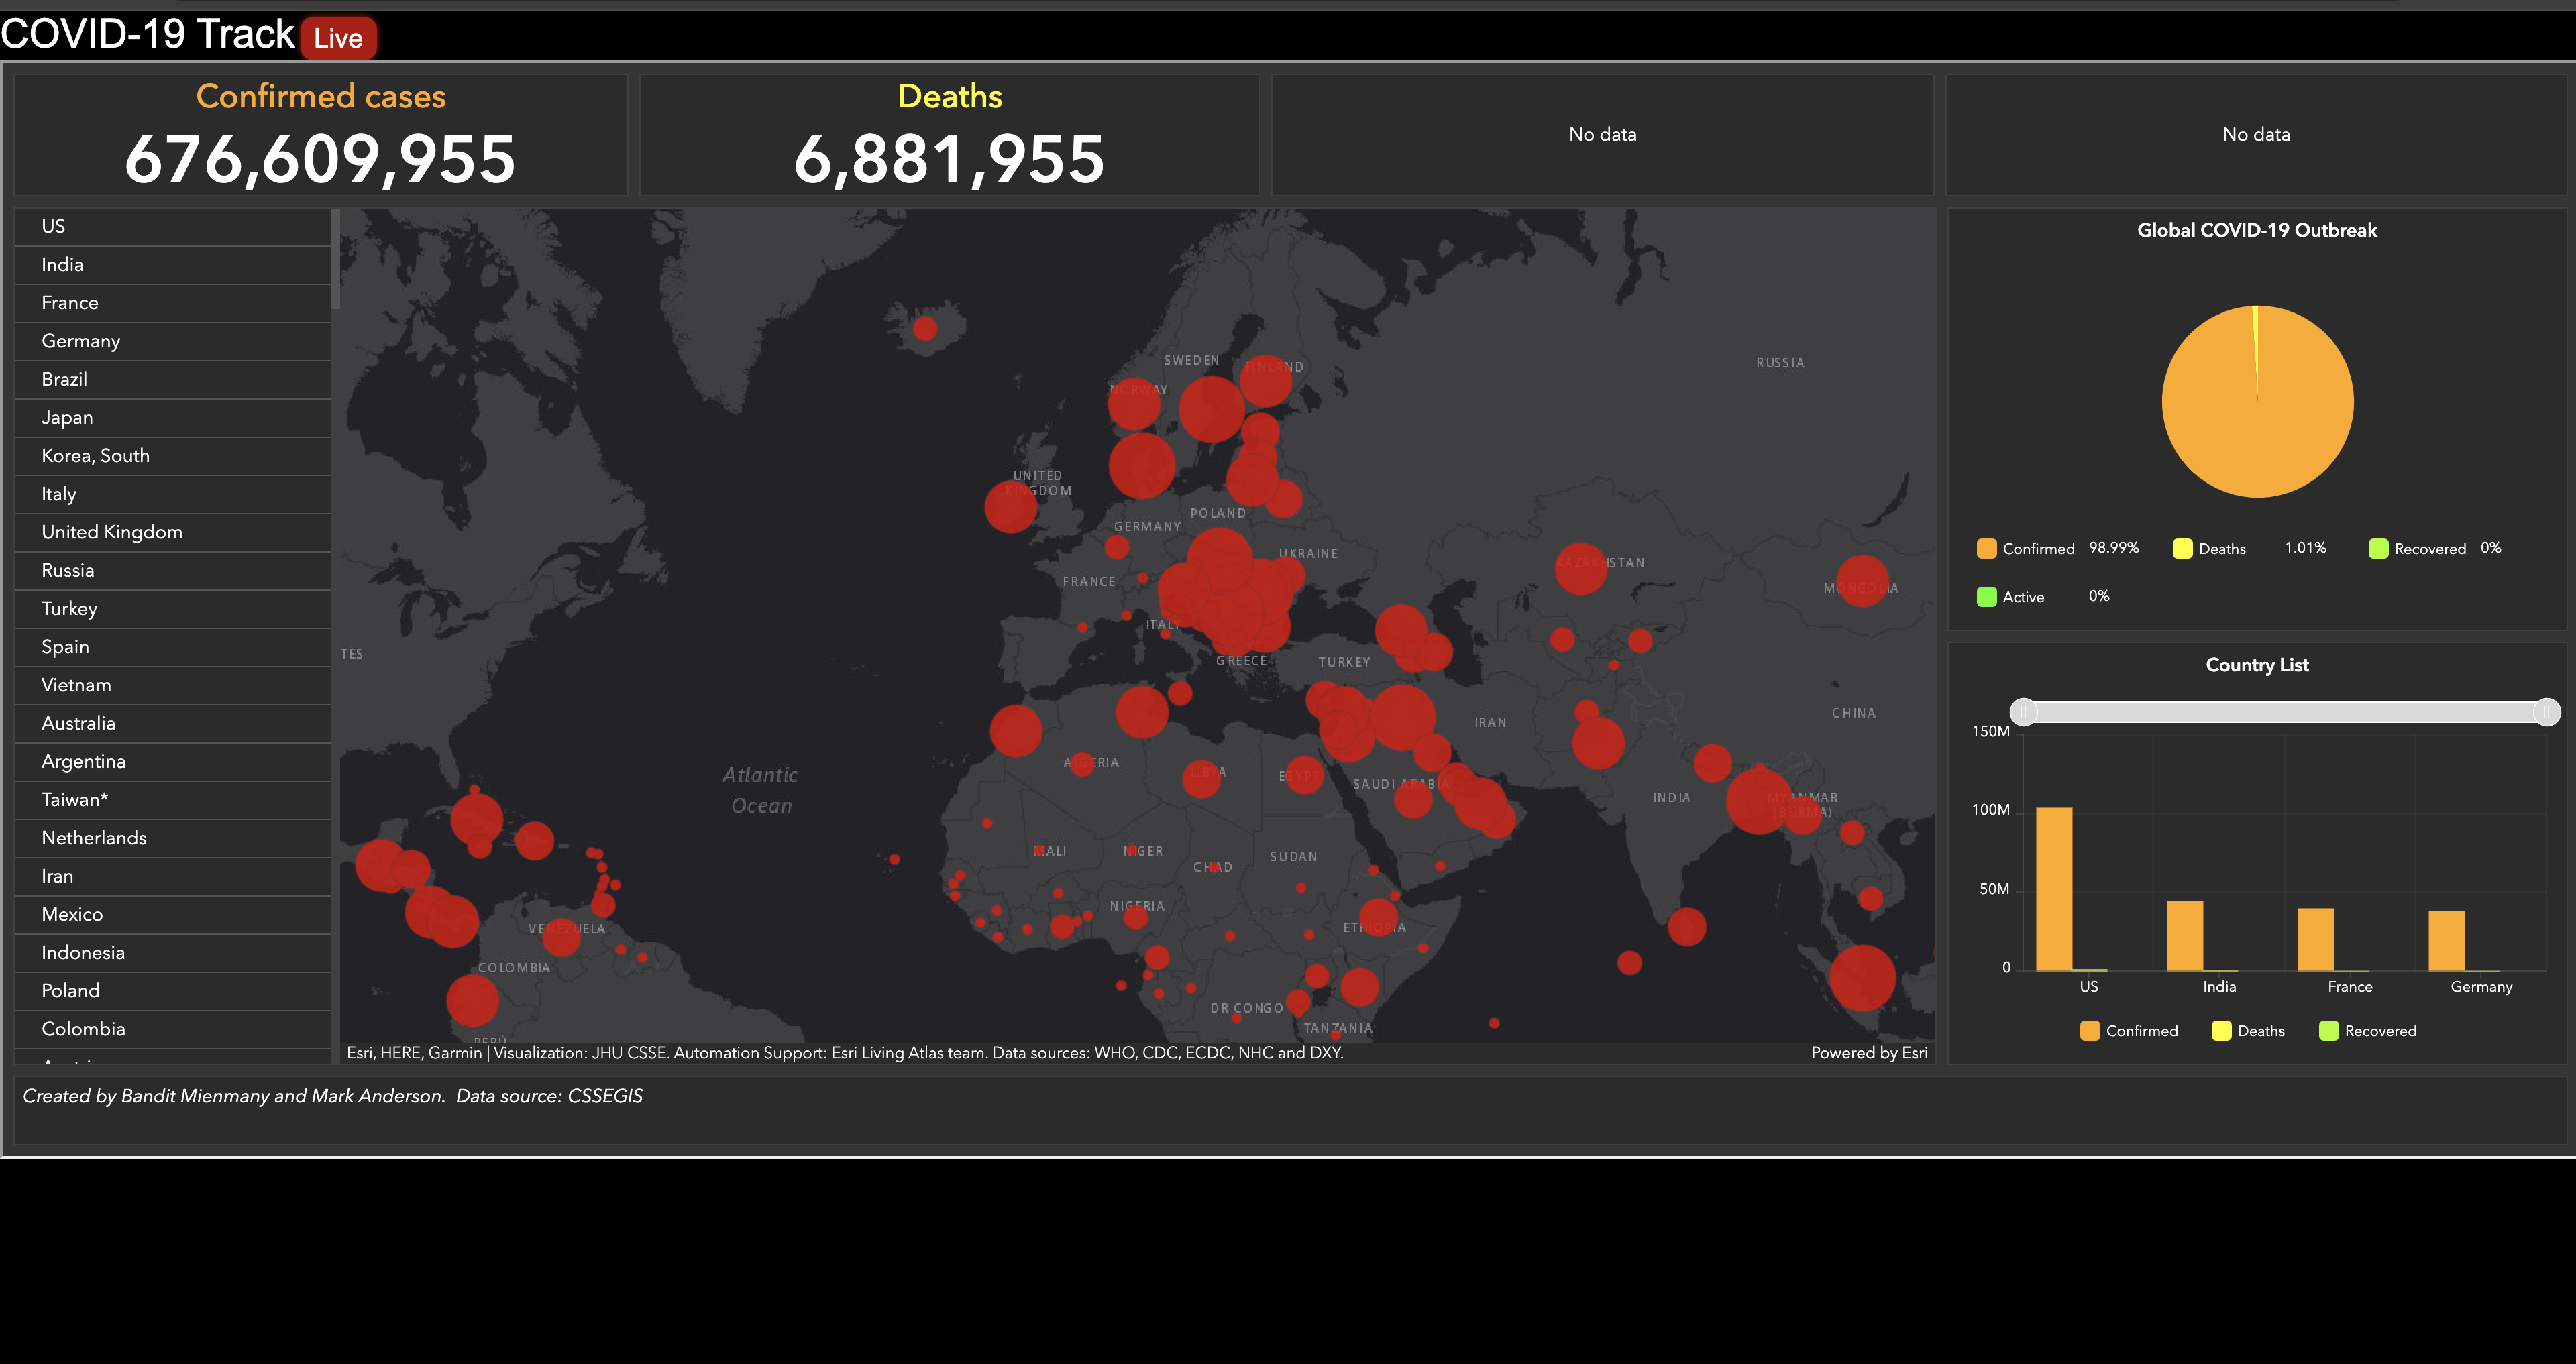 COVID-19 Track Live
Confirmed cases
676,609,955
Deaths
6,881,955
No data
No data
US
India
France
Germany
Brazil
Japan
Korea, South
Italy
United Kingdom
Russia
Turkey
Spain
Vietnam
Australia
Argentina
Taiwan*
Netherlands
Iran
Mexico
Indonesia
Poland
Colombia
SWEDEN
FINLAND
NORWAY
RUSSIA
UNITED
KINGDOM
POLAND
GERMANY
UKRAINE
FRANCE
KAZAKHSTAN
MONGOLIA
ITALY
TES
GREECE
TURKEY
IRAN
CHINA
Atlantic
Ocean
ALGERIA
LIBYA
EGYPT
SAUDI ARABIA
INDIA
MYANMAR
(BURMA)
MALI
NIGER
CHAD
SUDAN
NIGERIA
ETHIOPIA
VENEZUELA
COLOMBIA
DR CONGO
TANZANIA
PERÚ
Esri, HERE, Garmin | Visualization: JHU CSSE. Automation Support: Esri Living Atlas team. Data sources: WHO, CDC, ECDC, NHC and DXY.
Powered by Esri
Global COVID-19 Outbreak
Confirmed 98.99% Deaths 1.01% Recovered 0%
Active 0%
Country List
150M
100M
50M
0
US India France Germany
Confirmed Deaths Recovered
Created by Bandit Mienmany and Mark Anderson. Data source: CSSEGIS